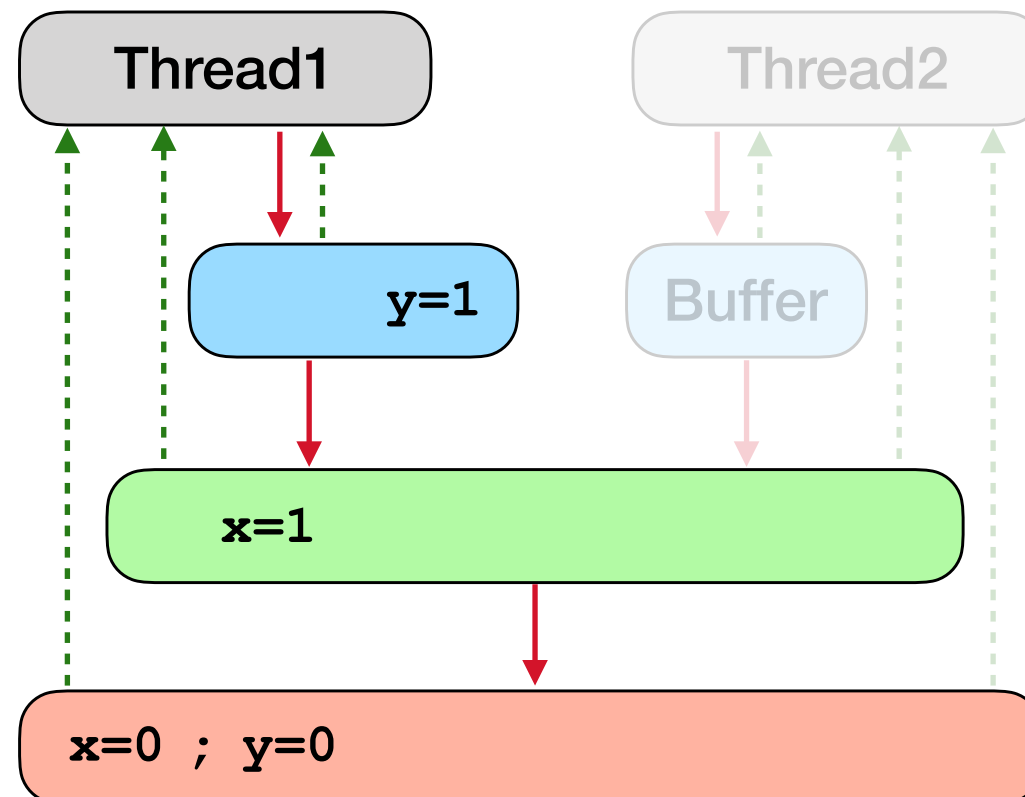 Thread1
Thread2
y=1
Buffer
x=1
x=0 ; y=0